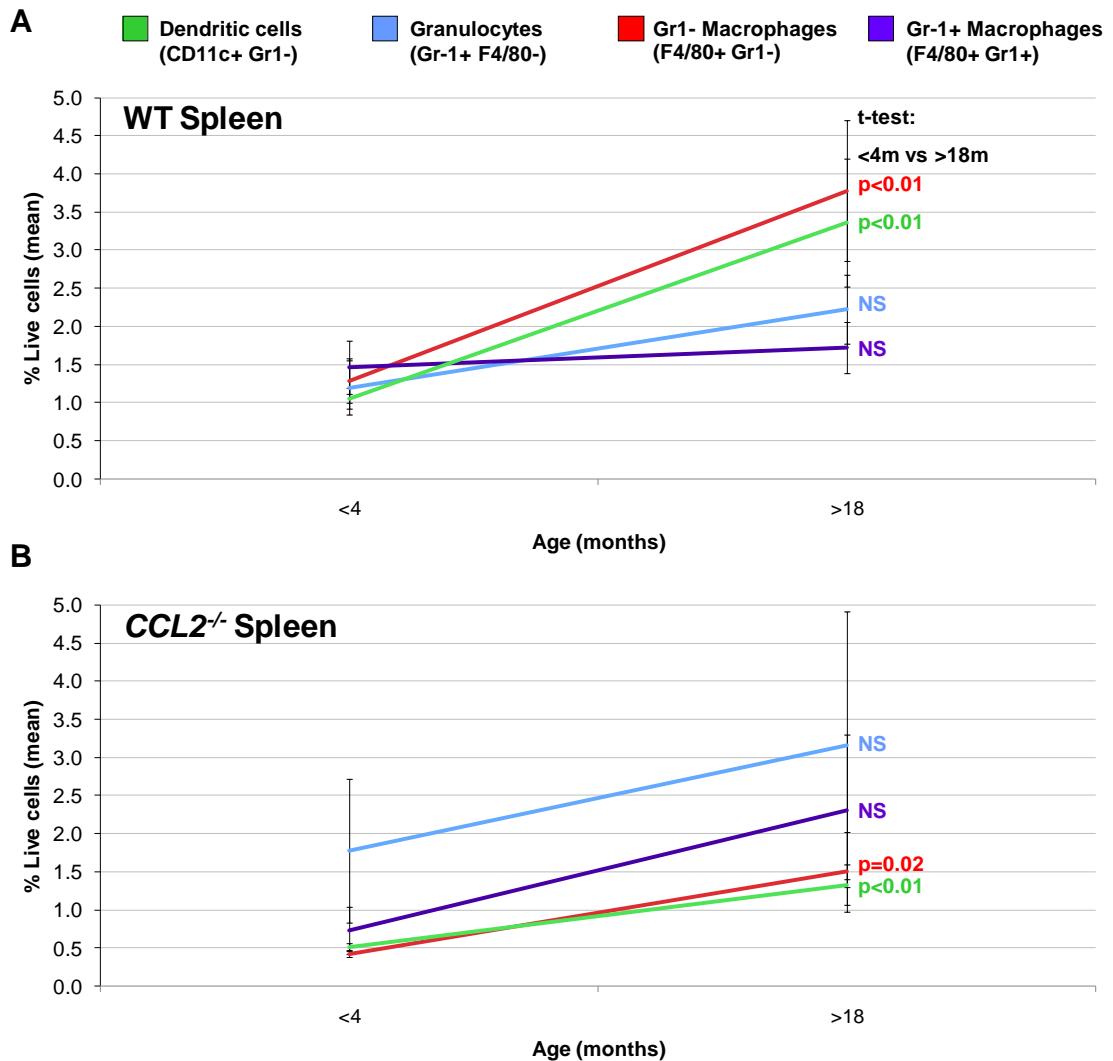 A
Dendritic cells
(CD11c+ Gr1-)
Granulocytes
(Gr-1+ F4/80-)
Gr1- Macrophages
(F4/80+ Gr1-)
Gr-1+ Macrophages
(F4/80+ Gr1+)
WT Spleen
% Live cells (mean)
5.0
4.5
4.0
3.5
3.0
2.5
2.0
1.5
1.0
0.5
0.0
t-test:
<4m vs >18m
p<0.01
p<0.01
NS
NS
<4
>18
Age (months)
B
CCL2-/- Spleen
% Live cells (mean)
5.0
4.5
4.0
3.5
3.0
2.5
2.0
1.5
1.0
0.5
0.0
NS
NS
p=0.02
p<0.01
<4
>18
Age (months)